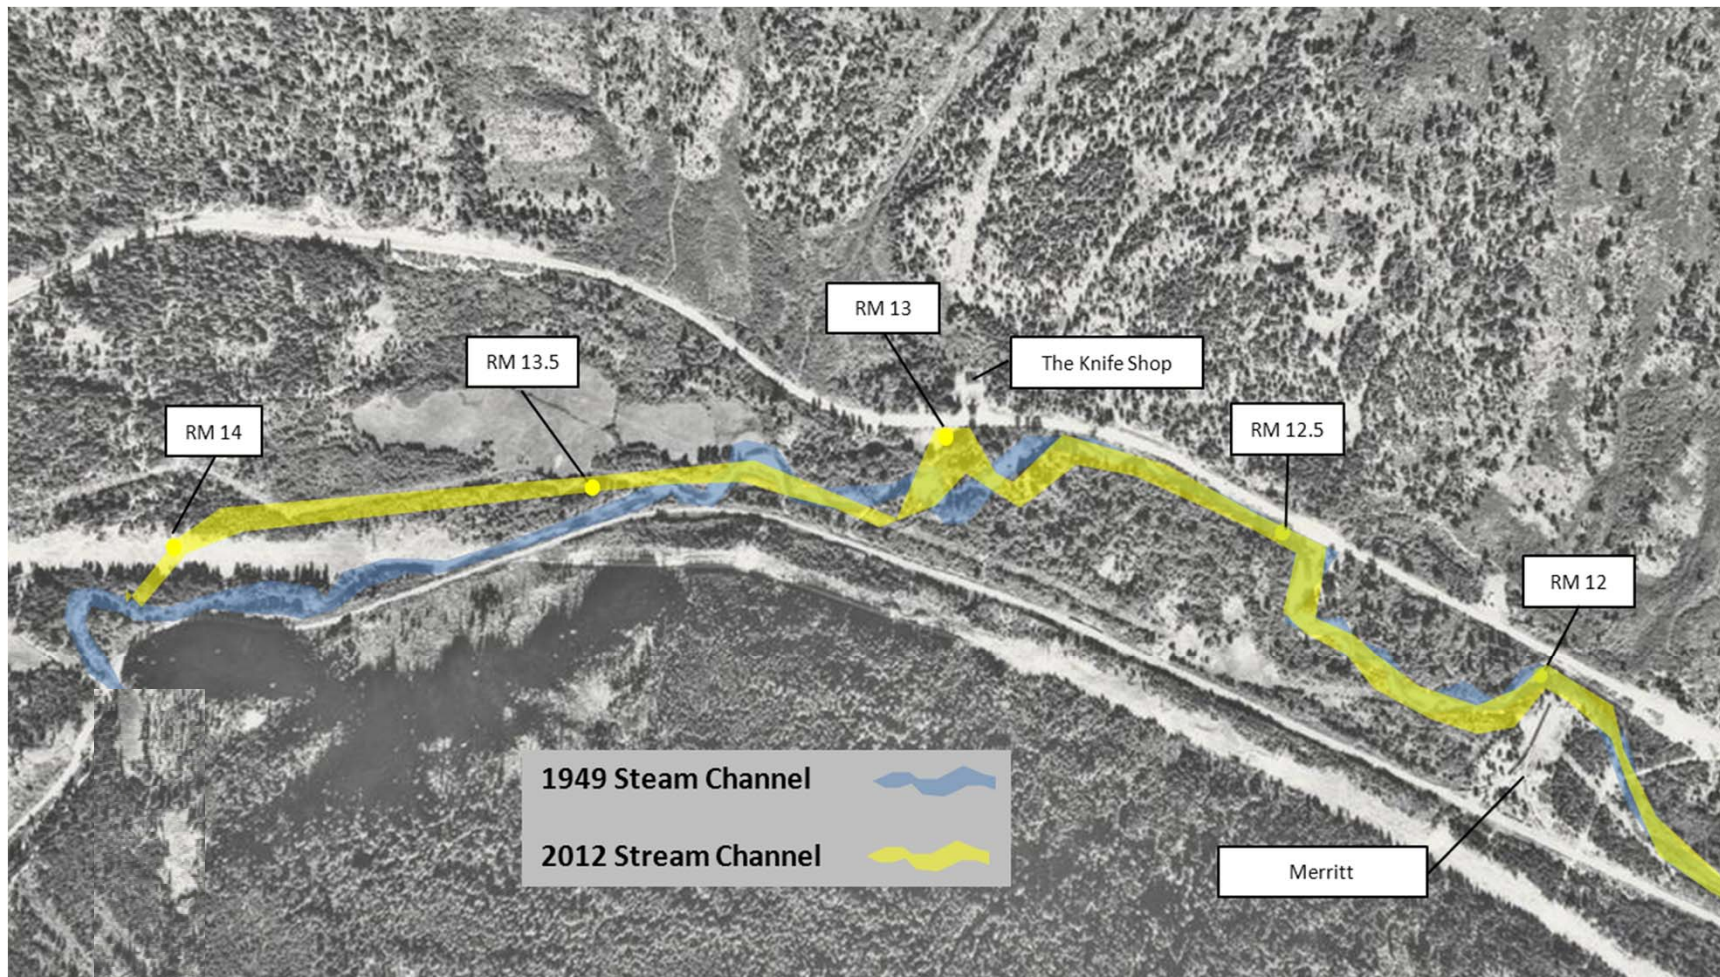 RM 13
The Knife Shop
RM 13.5
RM 14
RM 12.5
RM 12
1949 Steam Channel
2012 Stream Channel
Merritt